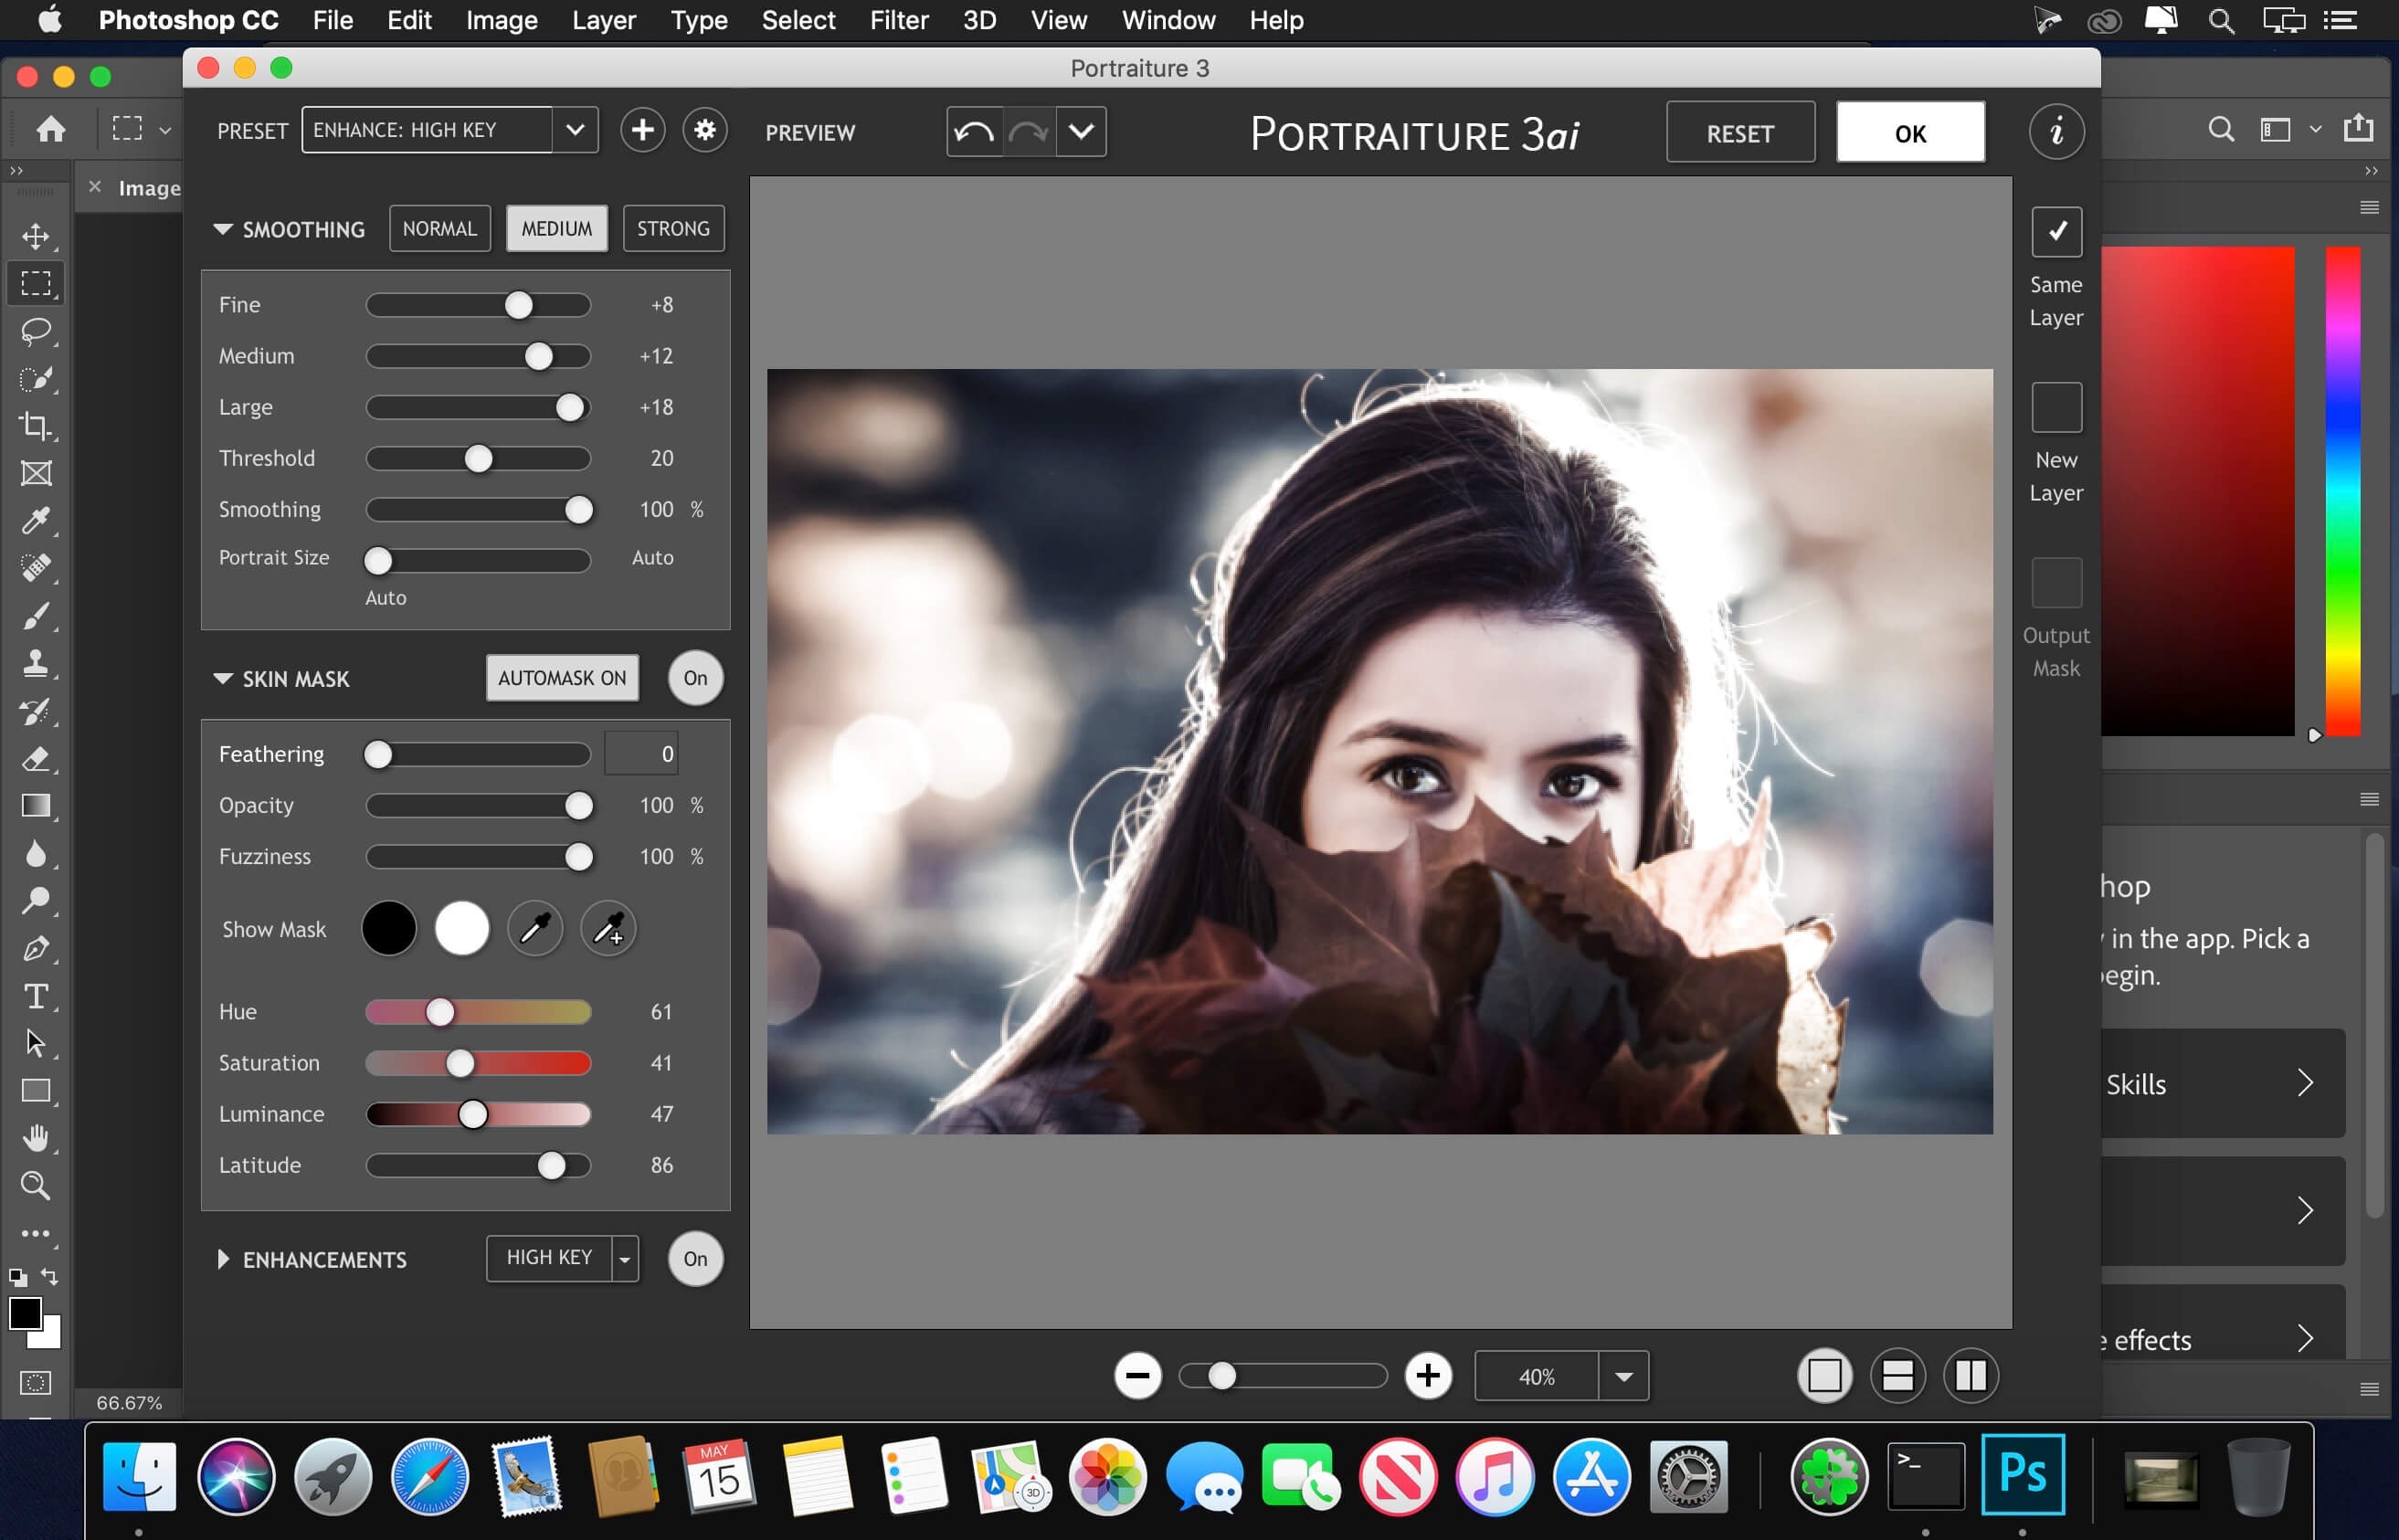 Photoshop CC File Edit Image Layer Type Select Filter 3D View Window Help
Portraiture 3
PRESET ENHANCE: HIGH KEY PREVIEW PORTRAITURE 3ai RESET OK i
Image
SMOOTHING NORMAL MEDIUM STRONG
Fine +8
Medium +12
Large +18
Threshold 20
Smoothing 100 %
Portrait Size Auto
Auto
SKIN MASK AUTOMASK ON On
Feathering 0
Opacity 100 %
Fuzziness 100 %
Show Mask
Hue 61
Saturation 41
Luminance 47
Latitude 86
ENHANCEMENTS HIGH KEY On
Same
Layer
New
Layer
Output
Mask
hop
in the app. Pick a
egin.
Skills
effects
40%
66.67%
MAY
15
3D
>_
Ps